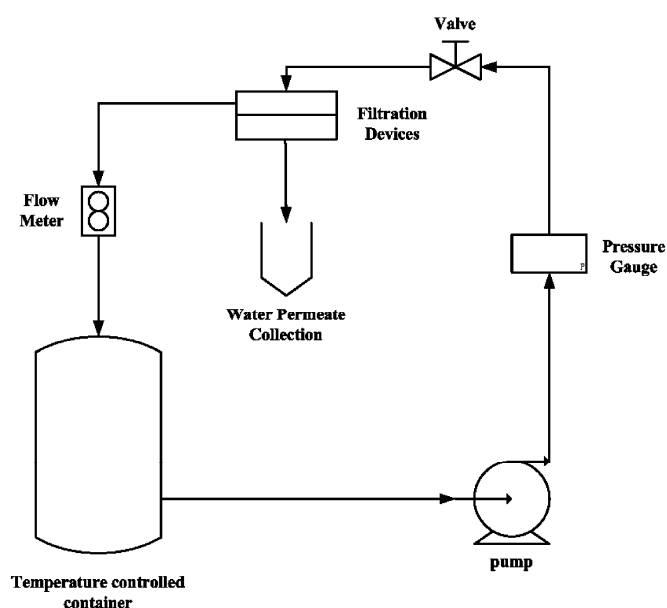 Valve
Filtration
Devices
Flow
Meter
Pressure
Gauge
P
Water Permeate
Collection
pump
Temperature controlled
container